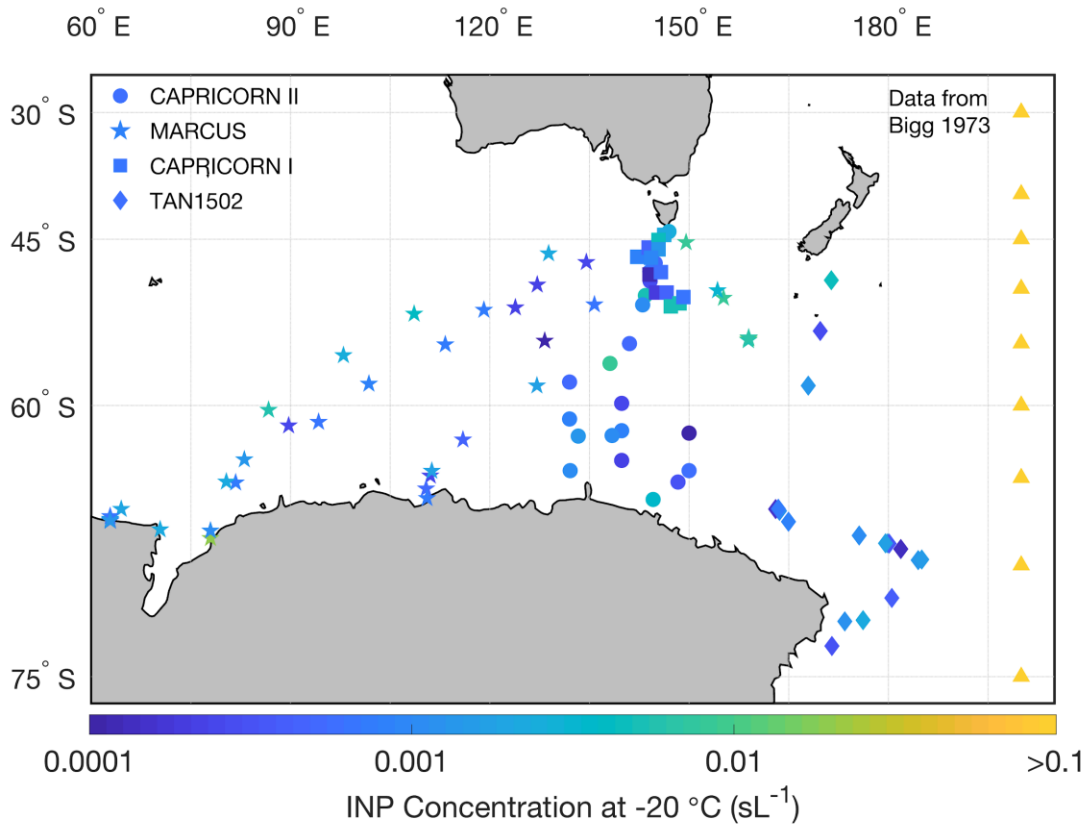 60° E 90° E 120° E 150° E 180° E
CAPRICORN II
MARCUS
CAPRICORN I
TAN1502
Data from
Bigg 1973
30° S
45° S
60° S
75° S
0.0001 0.001 0.01 >0.1
INP Concentration at -20 °C (sL⁻¹)